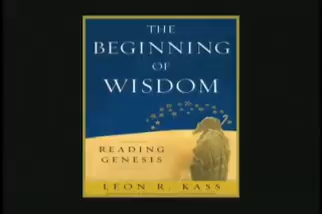 THE
BEGINNING
OF
WISDOM
READING
GENESIS
LEON R. KASS